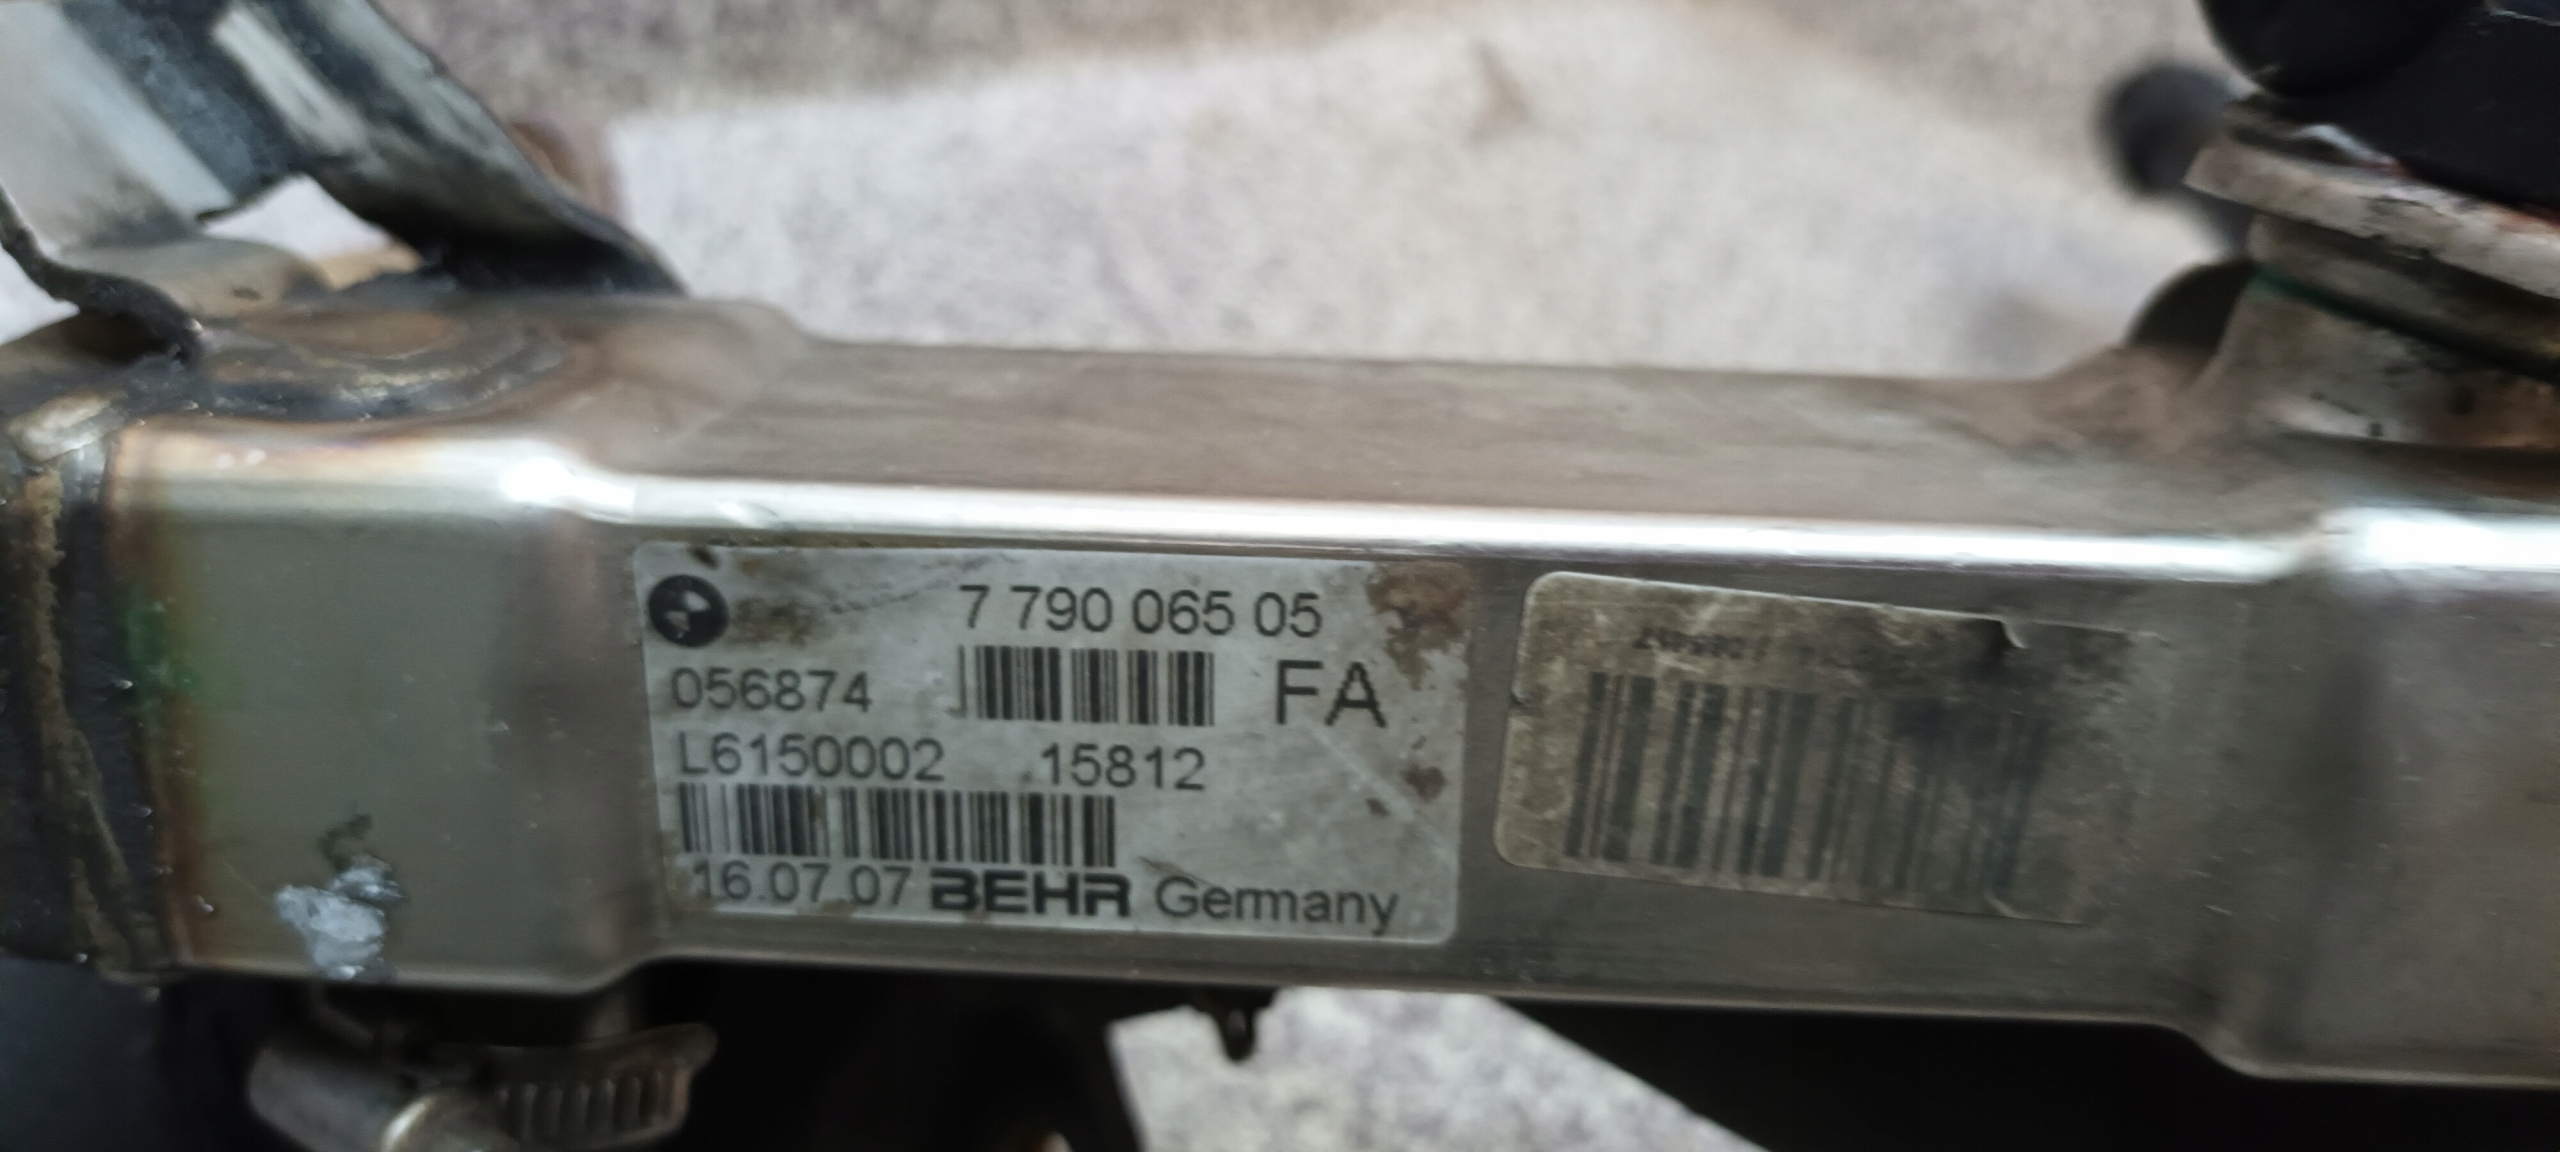 7 790 065 05
056874 FA
L6150002 15812
16.07.07 BEHR Germany